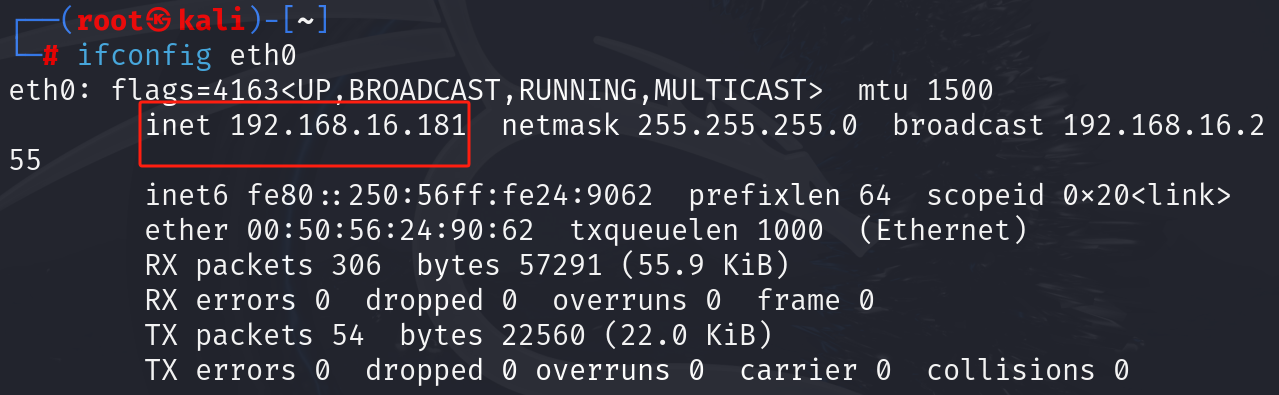 ┌──(root㉿kali)-[~]
└─# ifconfig eth0
eth0: flags=4163<UP,BROADCAST,RUNNING,MULTICAST>  mtu 1500
        inet 192.168.16.181  netmask 255.255.255.0  broadcast 192.168.16.2
55
        inet6 fe80::250:56ff:fe24:9062  prefixlen 64  scopeid 0x20<link>
        ether 00:50:56:24:90:62  txqueuelen 1000  (Ethernet)
        RX packets 306  bytes 57291 (55.9 KiB)
        RX errors 0  dropped 0  overruns 0  frame 0
        TX packets 54  bytes 22560 (22.0 KiB)
        TX errors 0  dropped 0 overruns 0  carrier 0  collisions 0